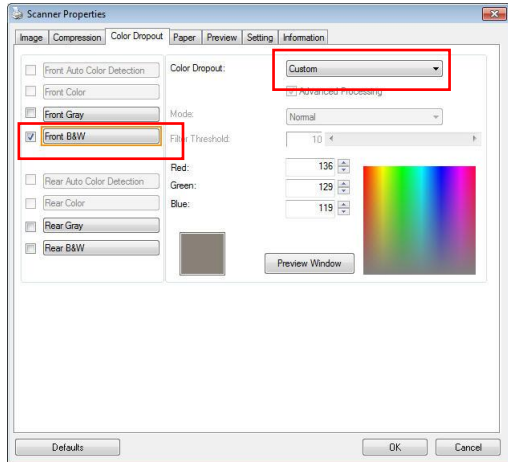 Scanner Properties
Image Compression Color Dropout Paper Preview Setting Information
Front Auto Color Detection
Front Color
Front Gray
Front B&W
Rear Auto Color Detection
Rear Color
Rear Gray
Rear B&W
Color Dropout: Custom
Advanced Processing
Mode: Normal
Filter Threshold: 10
Red: 136
Green: 129
Blue: 119
Preview Window
Defaults OK Cancel